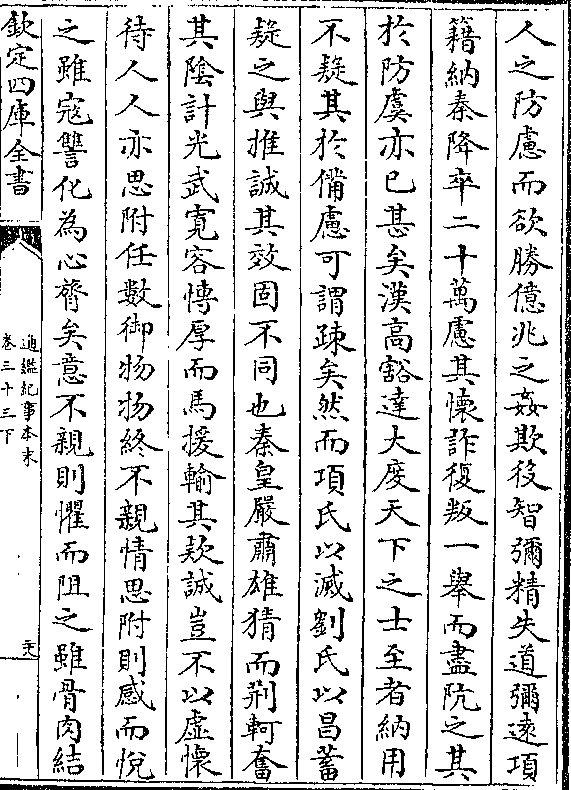 人之防慮而欲勝億兆之姦欺役智彌精失道彌遠項
籍納秦降卒二十萬慮其懷詐復叛一舉而盡阬之其
於防虞亦已甚矣漢高豁達大度天下之士至者納用
不疑其於備慮可謂疎矣然而項氏以滅劉氏以昌蓄
疑之與推誠其效固不同也秦皇嚴肅雄猜而荆軻奮
其陰計光武寛容愽厚而馬援輸其欵誠豈不以虛懷
待人人亦思附任數御物物終不親情思附則感而悅
之雖寇讐化為心膂矣意不親則懼而阻之雖骨肉結
欽定四庫全書
通鑑紀事本末
卷三十三下